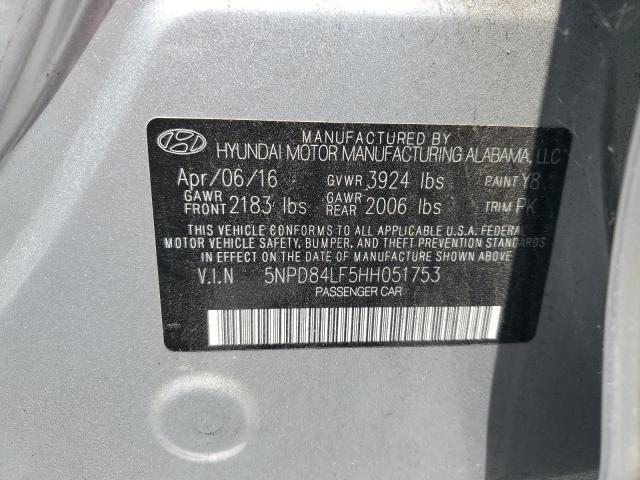 MANUFACTURED BY
HYUNDAI MOTOR MANUFACTURING ALABAMA, LLC
Apr/06/16 GVWR 3924 lbs PAINT Y8
GAWR FRONT 2183 lbs GAWR REAR 2006 lbs TRIM PK
THIS VEHICLE CONFORMS TO ALL APPLICABLE U.S.A. FEDERAL
MOTOR VEHICLE SAFETY, BUMPER, AND THEFT PREVENTION STANDARDS
IN EFFECT ON THE DATE OF MANUFACTURE SHOWN ABOVE.
V.I.N 5NPD84LF5HH051753
PASSENGER CAR